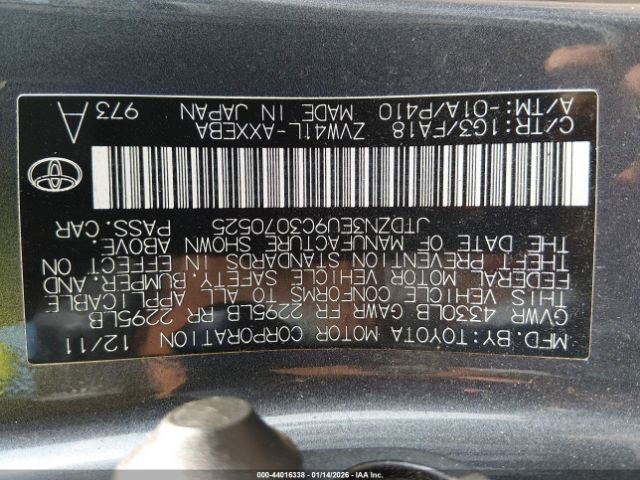 MFD. BY: TOYOTA MOTOR CORPORATION 12/11
GVWR 4330LB GAWR FR 2295LB RR 2295LB
THIS VEHICLE CONFORMS TO ALL APPLICABLE
FEDERAL MOTOR VEHICLE SAFETY, BUMPER, AND
THEFT PREVENTION STANDARDS IN EFFECT ON
THE DATE OF MANUFACTURE SHOWN ABOVE.
JTDZN3EU9C3070525 PASS. CAR
ZVW41L-AXXEBA
C/TR: 1G3/FA18 MADE IN JAPAN 973 A
A/TM: -01A/P410
000-44016338 01/14/2026 IAAI.COM